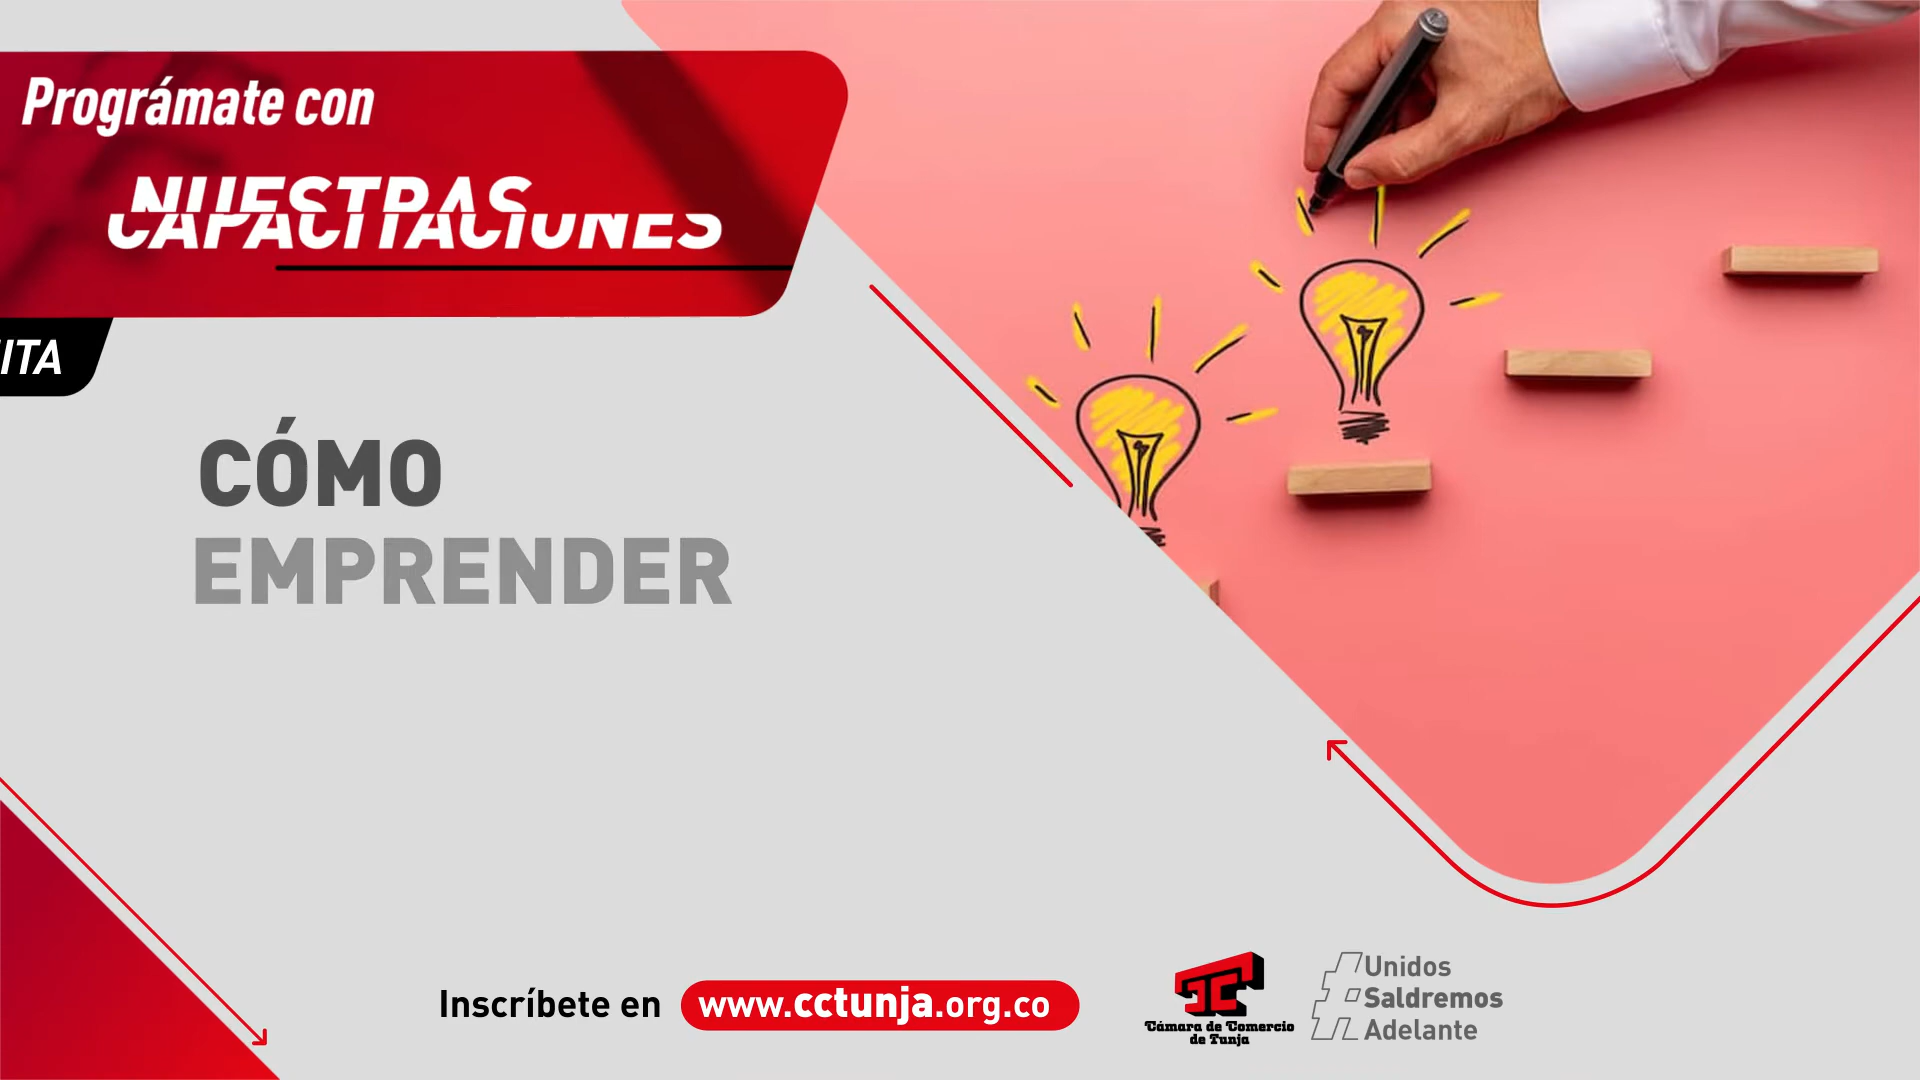 Prográmate con
NUESTRAS
CAPACITACIONES
ITA
CÓMO
EMPRENDER
Inscríbete en www.cctunja.org.co
Cámara de Comercio
de Tunja
#Unidos
Saldremos
Adelante